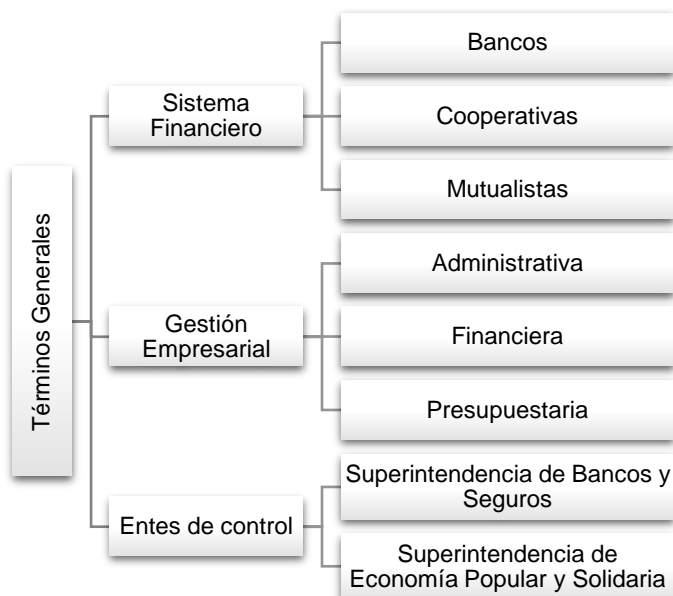 Términos Generales
Sistema
Financiero
Bancos
Cooperativas
Mutualistas
Gestión
Empresarial
Administrativa
Financiera
Presupuestaria
Entes de control
Superintendencia de Bancos y
Seguros
Superintendencia de
Economía Popular y Solidaria